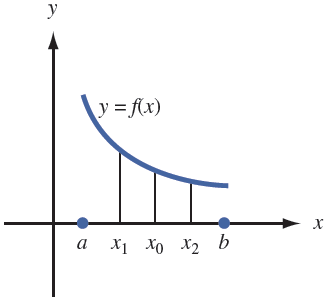 y
y = f(x)
x
a x₁ x₀ x₂ b